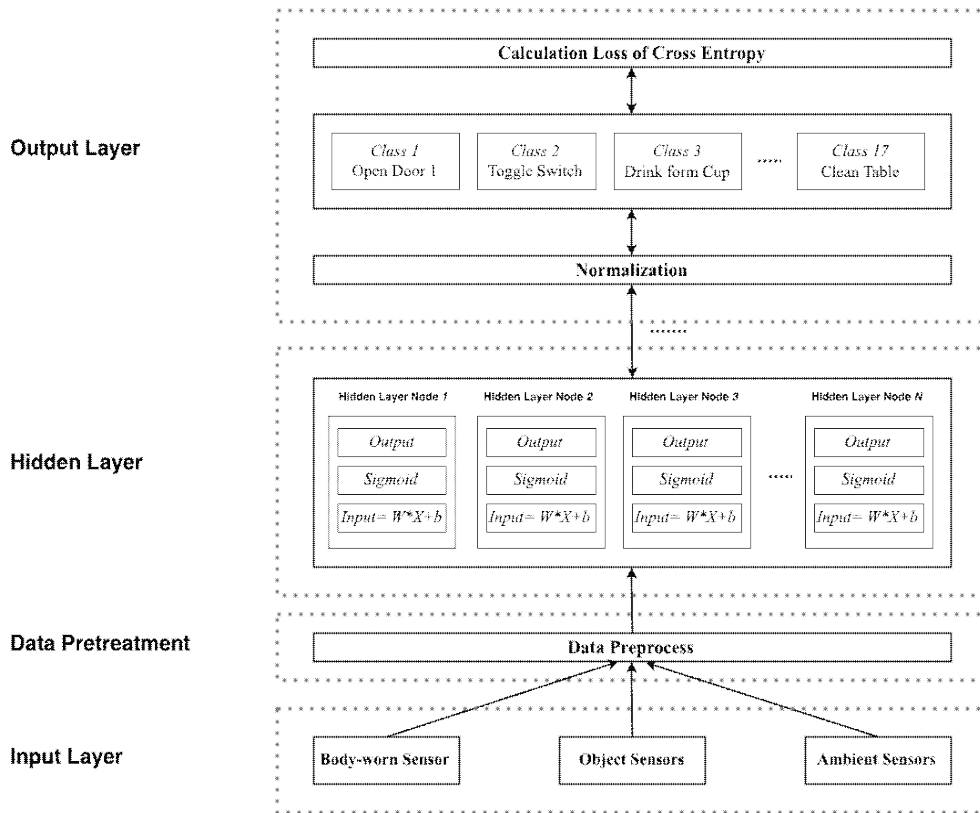 Calculation Loss of Cross Entropy
Output Layer
Class 1
Open Door 1
Class 2
Toggle Switch
Class 3
Drink form Cup
.....
Class 17
Clean Table
Normalization
.......
Hidden Layer
Hidden Layer Node 1
Output
Sigmoid
Input= W*X+b
Hidden Layer Node 2
Output
Sigmoid
Input= W*X+b
Hidden Layer Node 3
Output
Sigmoid
Input= W*X+b
.....
Hidden Layer Node N
Output
Sigmoid
Input= W*X+b
Data Pretreatment
Data Preprocess
Input Layer
Body-worn Sensor
Object Sensors
Ambient Sensors